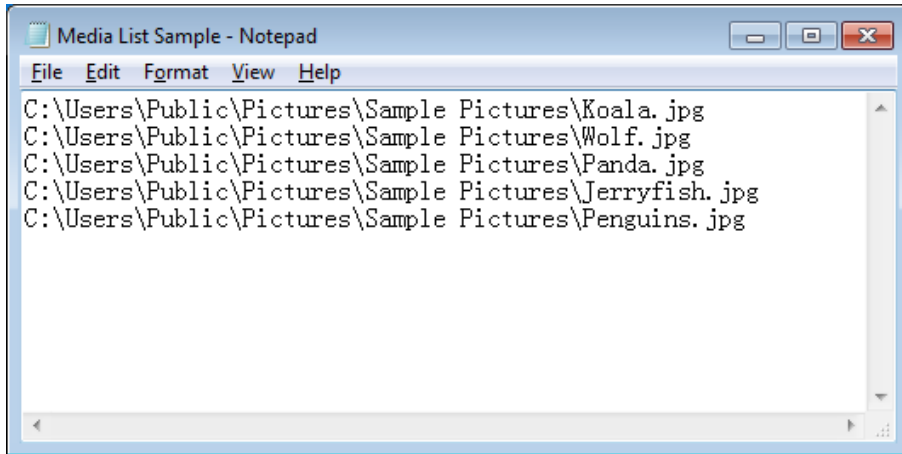 Media List Sample - Notepad
File Edit Format View Help
C:\Users\Public\Pictures\Sample Pictures\Koala.jpg
C:\Users\Public\Pictures\Sample Pictures\Wolf.jpg
C:\Users\Public\Pictures\Sample Pictures\Panda.jpg
C:\Users\Public\Pictures\Sample Pictures\Jerryfish.jpg
C:\Users\Public\Pictures\Sample Pictures\Penguins.jpg